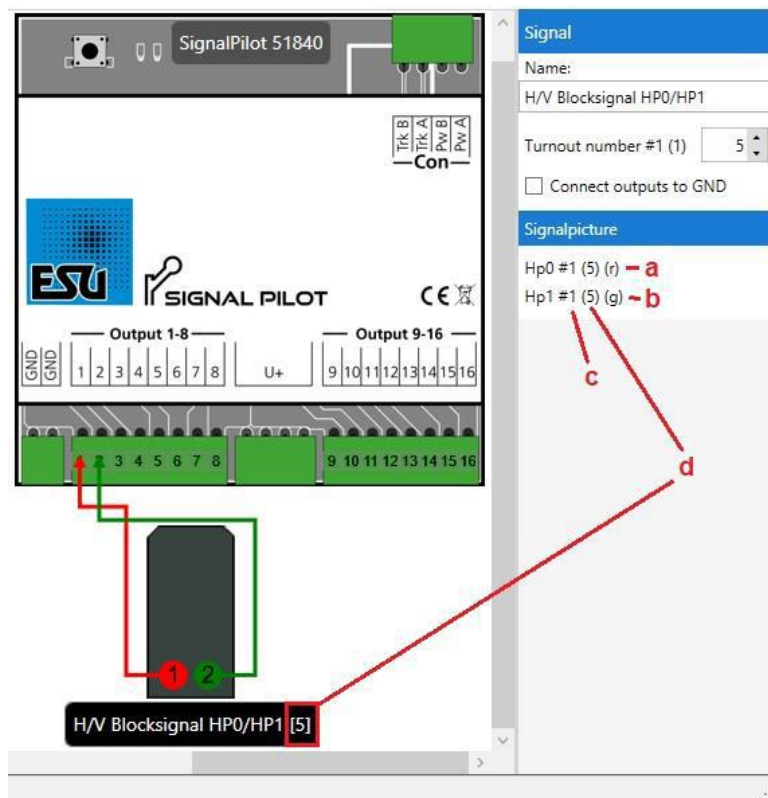 SignalPilot 51840
Trk B
Trk A
Pw B
Pw A
Con
ESU
SIGNAL PILOT
CE
Output 1-8
Output 9-16
GND
GND
1 2 3 4 5 6 7 8
U+
9 10 11 12 13 14 15 16
1 2 3 4 5 6 7 8
9 10 11 12 13 14 15 16
1 2
H/V Blocksignal HP0/HP1 [5]
Signal
Name:
H/V Blocksignal HP0/HP1
Turnout number #1 (1) 5
Connect outputs to GND
Signalpicture
Hp0 #1 (5) (r) a
Hp1 #1 (5) (g) b
c
d